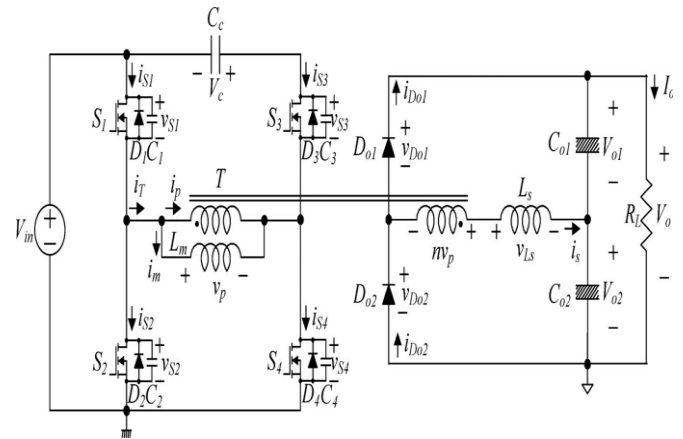 C_c
− V_c +
i_S1 i_S3 i_Do1 I_o
S_1 + v_S1 − S_3 + v_S3 −
D_1C_1 D_3C_3
D_o1 + v_Do1 − C_o1 + V_o1 −
i_T i_p T
L_s
V_in + − L_m R_L + V_o −
i_m + v_p − − nv_p + + v_Ls − i_s
i_S2 i_S4
D_o2 + v_Do2 − C_o2 + V_o2 −
S_2 + v_S2 − S_4 + v_S4 −
D_2C_2 D_4C_4
i_Do2